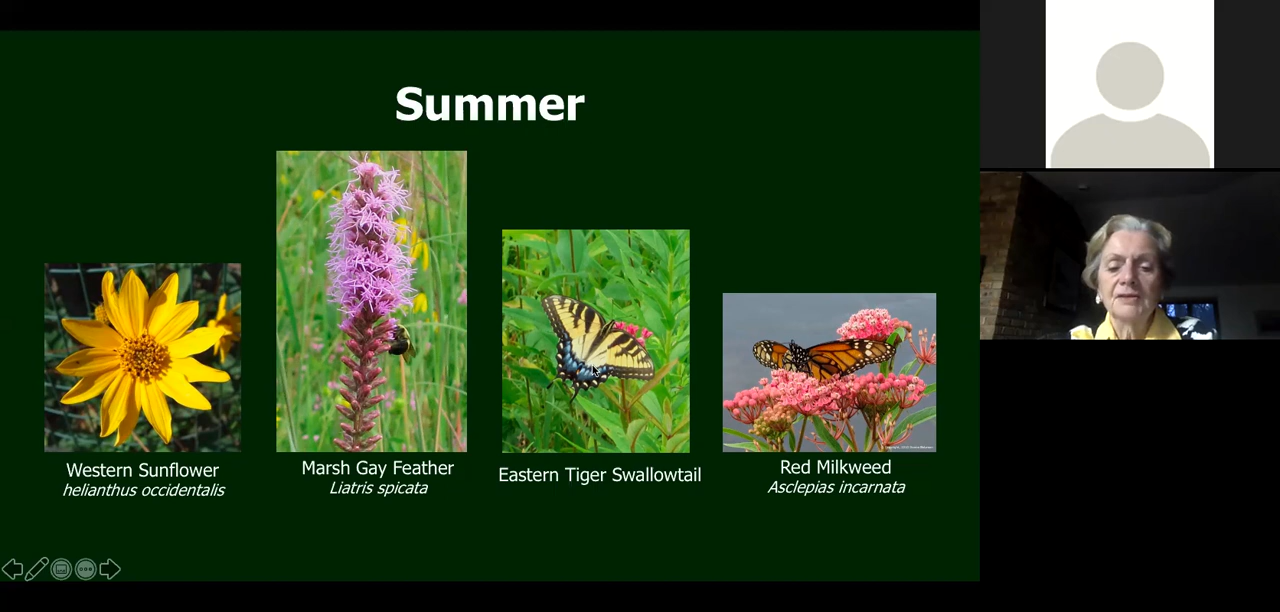 Summer
Western Sunflower
helianthus occidentalis
Marsh Gay Feather
Liatris spicata
Eastern Tiger Swallowtail
Red Milkweed
Asclepias incarnata